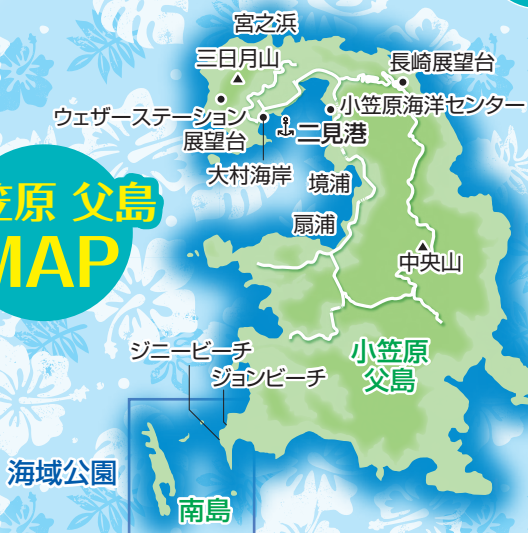 宮之浜
三日月山
長崎展望台
ウェザーステーション
展望台
小笠原海洋センター
二見港
大村海岸
境浦
扇浦
笠原 父島
MAP
中央山
小笠原
父島
ジニービーチ
ジョンビーチ
海域公園
南島